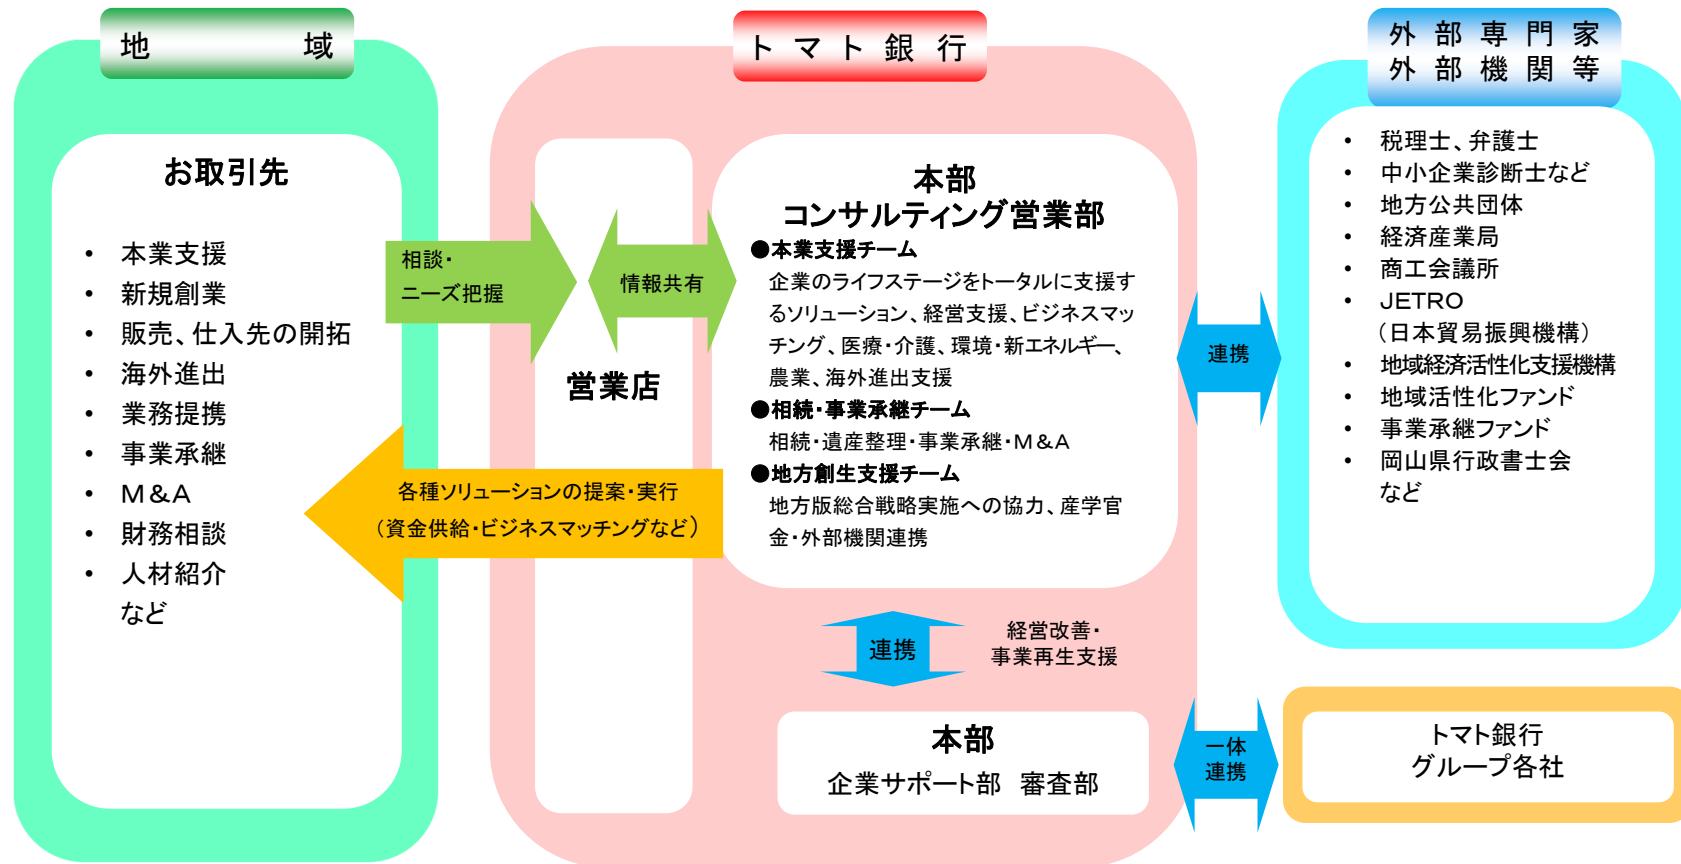 地　域
お取引先
・ 本業支援
・ 新規創業
・ 販売、仕入先の開拓
・ 海外進出
・ 業務提携
・ 事業承継
・ M&A
・ 財務相談
・ 人材紹介
など
相談・
ニーズ把握
トマト銀行
営業店
情報共有
各種ソリューションの提案・実行
（資金供給・ビジネスマッチングなど）
本部
コンサルティング営業部
●本業支援チーム
企業のライフステージをトータルに支援す
るソリューション、経営支援、ビジネスマッ
チング、医療・介護、環境・新エネルギー、
農業、海外進出支援
●相続・事業承継チーム
相続・遺産整理・事業承継・M&A
●地方創生支援チーム
地方版総合戦略実施への協力、産学官
金・外部機関連携
連携
経営改善・
事業再生支援
本部
企業サポート部 審査部
連携
外部専門家
外部機関等
・ 税理士、弁護士
・ 中小企業診断士など
・ 地方公共団体
・ 経済産業局
・ 商工会議所
・ JETRO
（日本貿易振興機構）
・ 地域経済活性化支援機構
・ 地域活性化ファンド
・ 事業承継ファンド
・ 岡山県行政書士会
など
一体
連携
トマト銀行
グループ各社